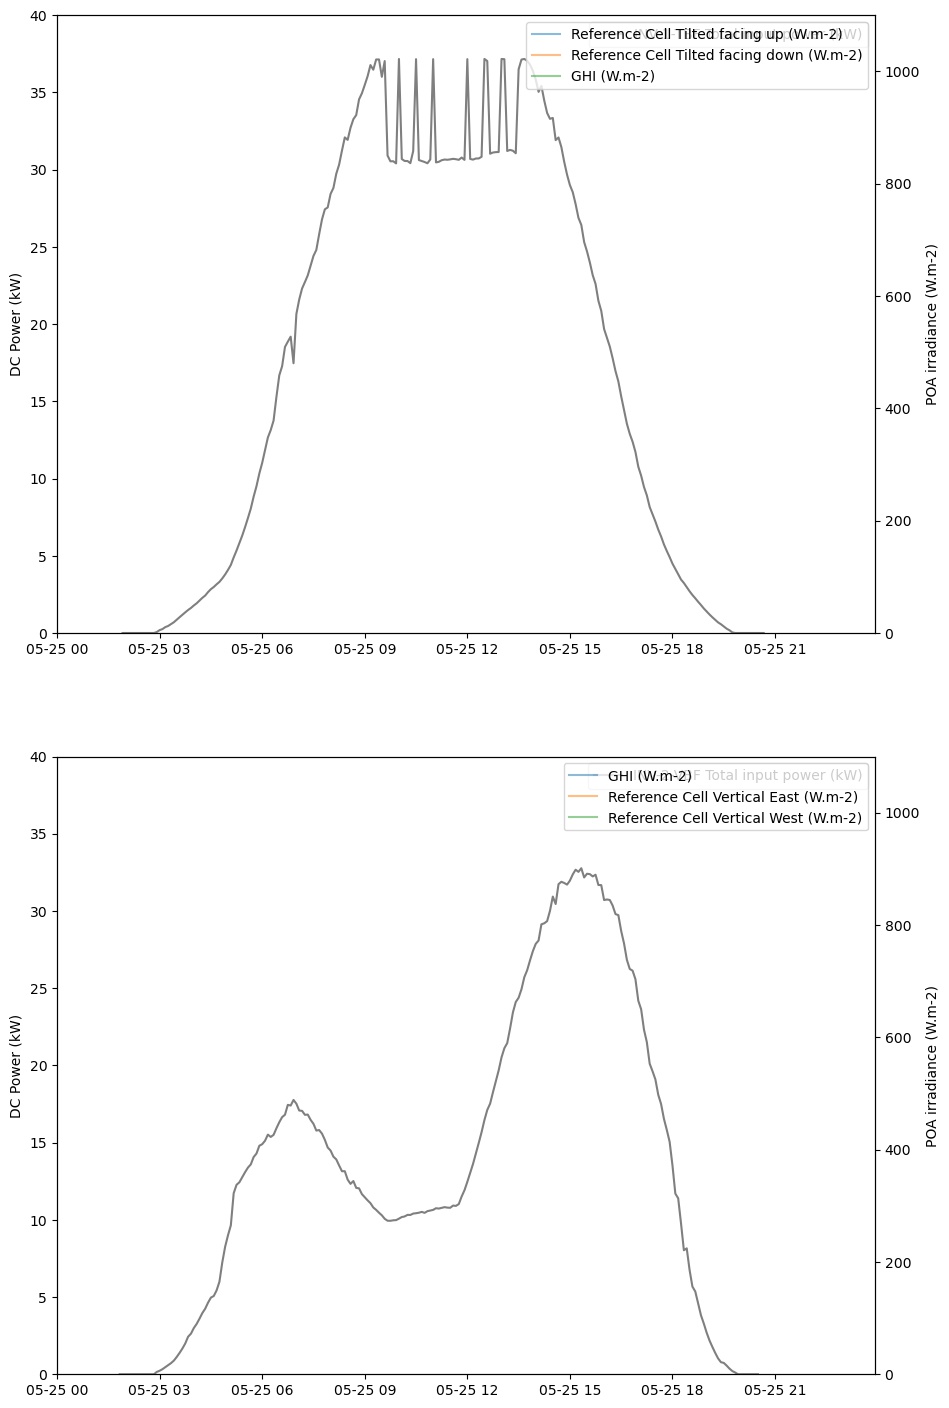 40
35
30
25
20
15
10
5
0
DC Power (kW)
Reference Cell Tilted facing up (W.m-2)
Reference Cell Tilted facing down (W.m-2)
GHI (W.m-2)
1000
800
600
400
200
0
POA irradiance (W.m-2)
05-25 00 05-25 03 05-25 06 05-25 09 05-25 12 05-25 15 05-25 18 05-25 21
40
35
30
25
20
15
10
5
0
DC Power (kW)
Total input power (kW)
GHI (W.m-2)
Reference Cell Vertical East (W.m-2)
Reference Cell Vertical West (W.m-2)
1000
800
600
400
200
0
POA irradiance (W.m-2)
05-25 00 05-25 03 05-25 06 05-25 09 05-25 12 05-25 15 05-25 18 05-25 21